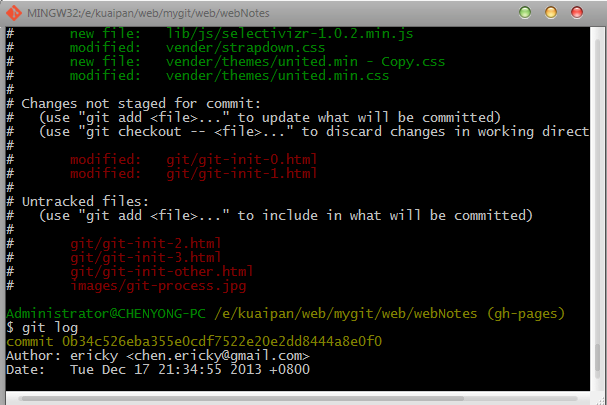 MINGW32:/e/kuaipan/web/mygit/web/webNotes
#       new file:   lib/js/selectivizr-1.0.2.min.js
#       modified:   vender/strapdown.css
#       new file:   vender/themes/united.min - Copy.css
#       modified:   vender/themes/united.min.css
#
# Changes not staged for commit:
#   (use "git add <file>..." to update what will be committed)
#   (use "git checkout -- <file>..." to discard changes in working direct
#
#       modified:   git/git-init-0.html
#       modified:   git/git-init-1.html
#
# Untracked files:
#   (use "git add <file>..." to include in what will be committed)
#
#       git/git-init-2.html
#       git/git-init-3.html
#       git/git-init-other.html
#       images/git-process.jpg
Administrator@CHENYONG-PC /e/kuaipan/web/mygit/web/webNotes (gh-pages)
$ git log
commit 0b34c526eba355e0cdf7522e20e2dd8444a8e0f0
Author: ericky <chen.ericky@gmail.com>
Date:   Tue Dec 17 21:34:55 2013 +0800